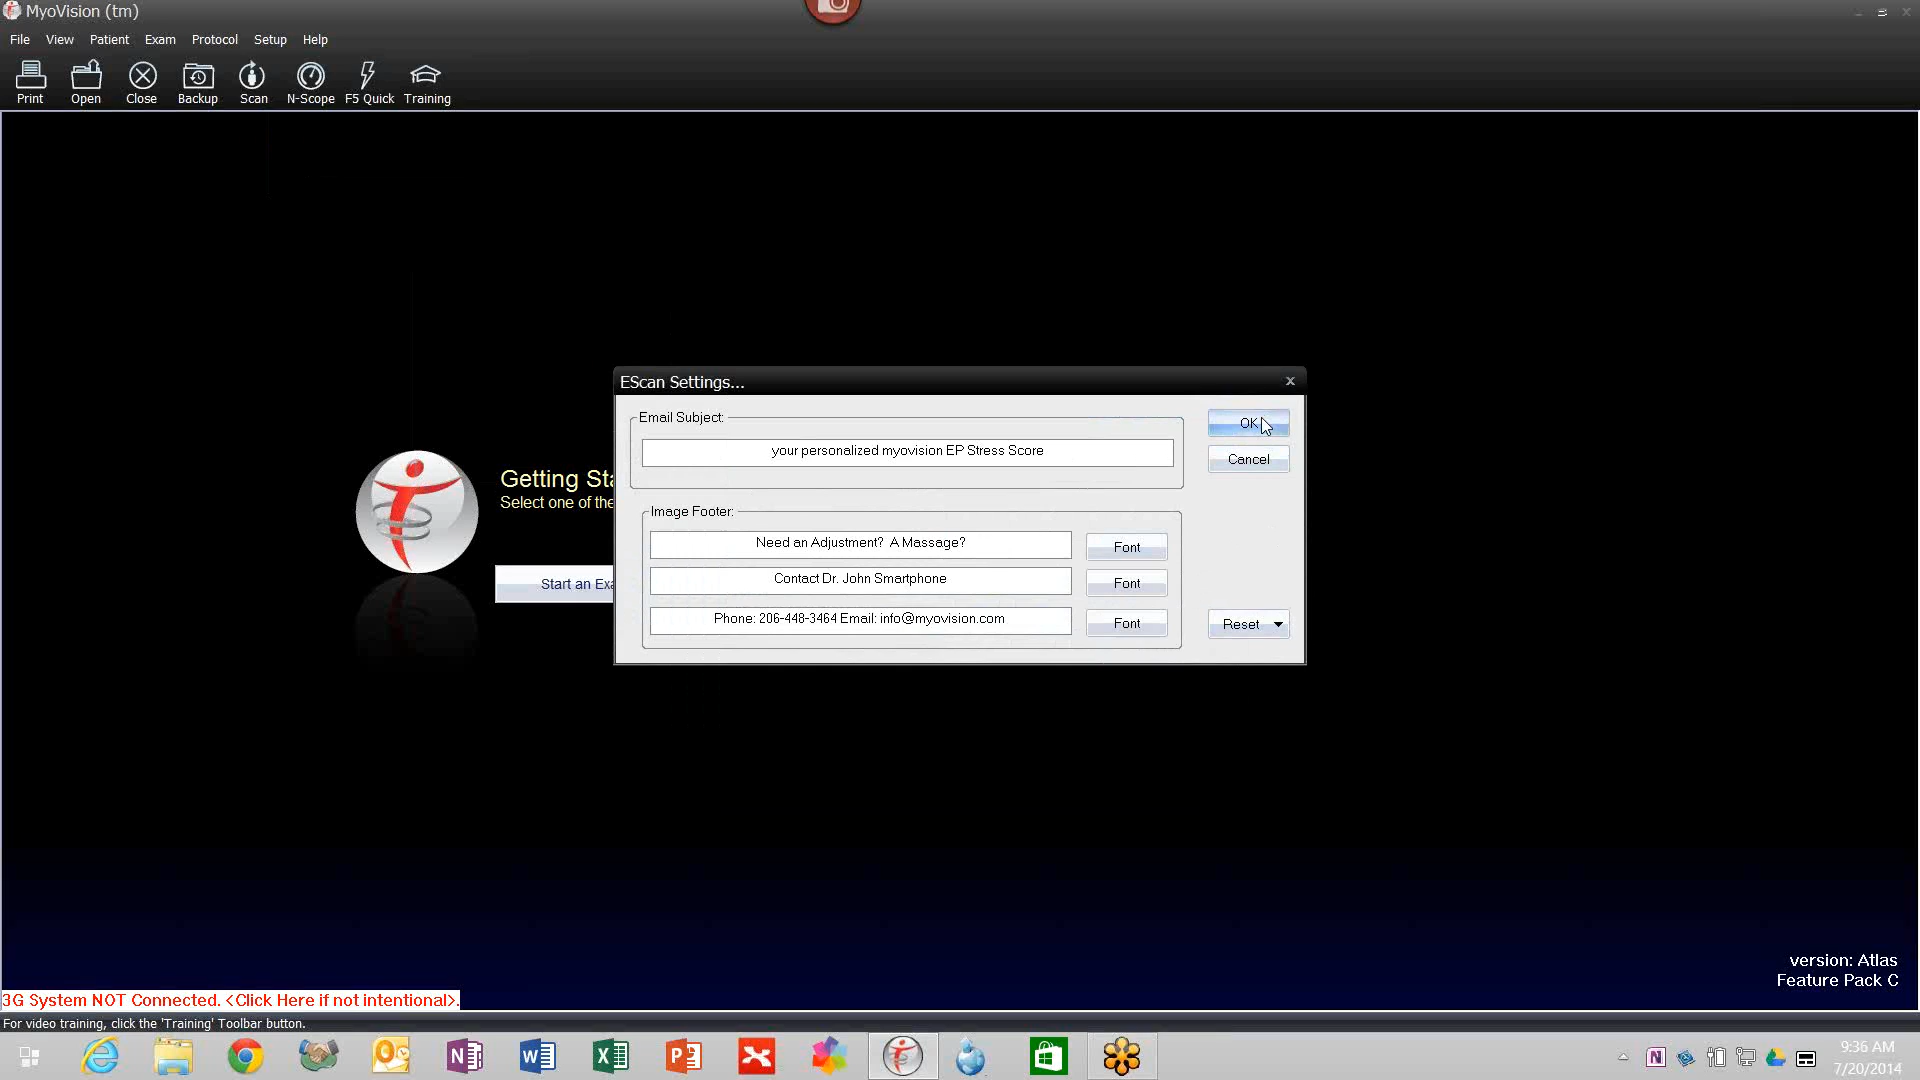 MyoVision (tm)
File View Patient Exam Protocol Setup Help
Print Open Close Backup Scan N-Scope F5 Quick Training
EScan Settings...
x
Email Subject:
OK
your personalized myovision EP Stress Score
Cancel
Getting Sta
Select one of the
Image Footer:
Need an Adjustment? A Massage?
Font
Contact Dr. John Smartphone
Font
Start an Exa
Phone: 206-448-3464 Email: info@myovision.com
Font
Reset
version: Atlas
Feature Pack C
3G System NOT Connected. <Click Here if not intentional>.
For video training, click the 'Training' Toolbar button.
9:36 AM
7/20/2014